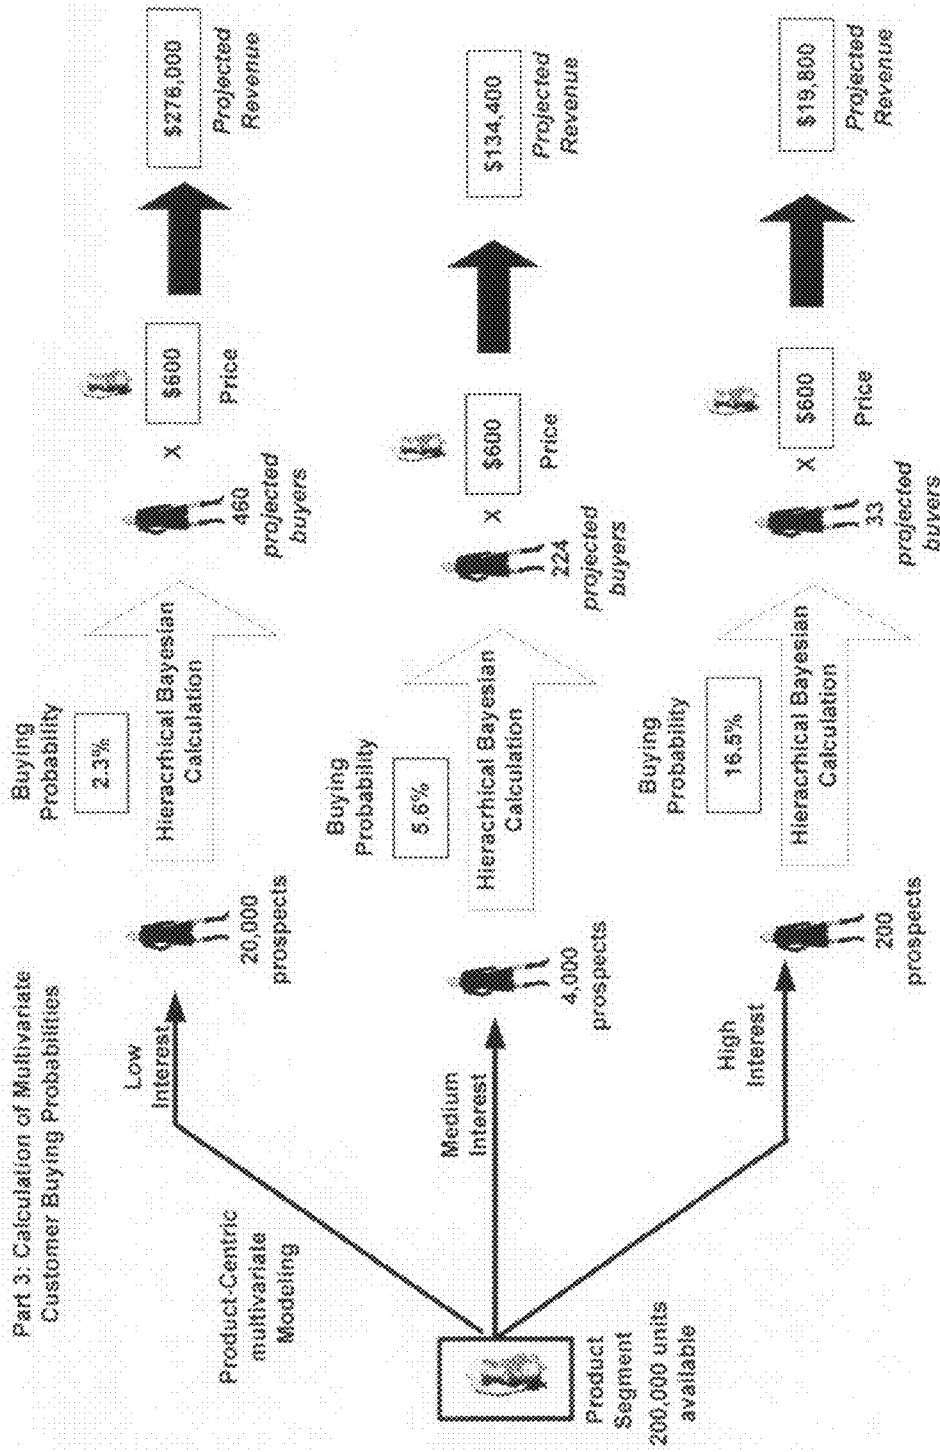 Part 3: Calculation of Multivariate
Customer Buying Probabilities
Product-Centric
multivariate
Modeling
Product
Segment
200,000 units
available
Low
Interest
20,000
prospects
Buying
Probability
2.3%
Hieracrhical Bayesian
Calculation
460
projected
buyers
X
$600
Price
$276,000
Projected
Revenue
Medium
Interest
4,000
prospects
Buying
Probability
5.6%
Hieracrhical Bayesian
Calculation
224
projected
buyers
X
$600
Price
$134,400
Projected
Revenue
High
Interest
200
prospects
Buying
Probability
16.5%
Hieracrhical Bayesian
Calculation
33
projected
buyers
X
$600
Price
$19,800
Projected
Revenue